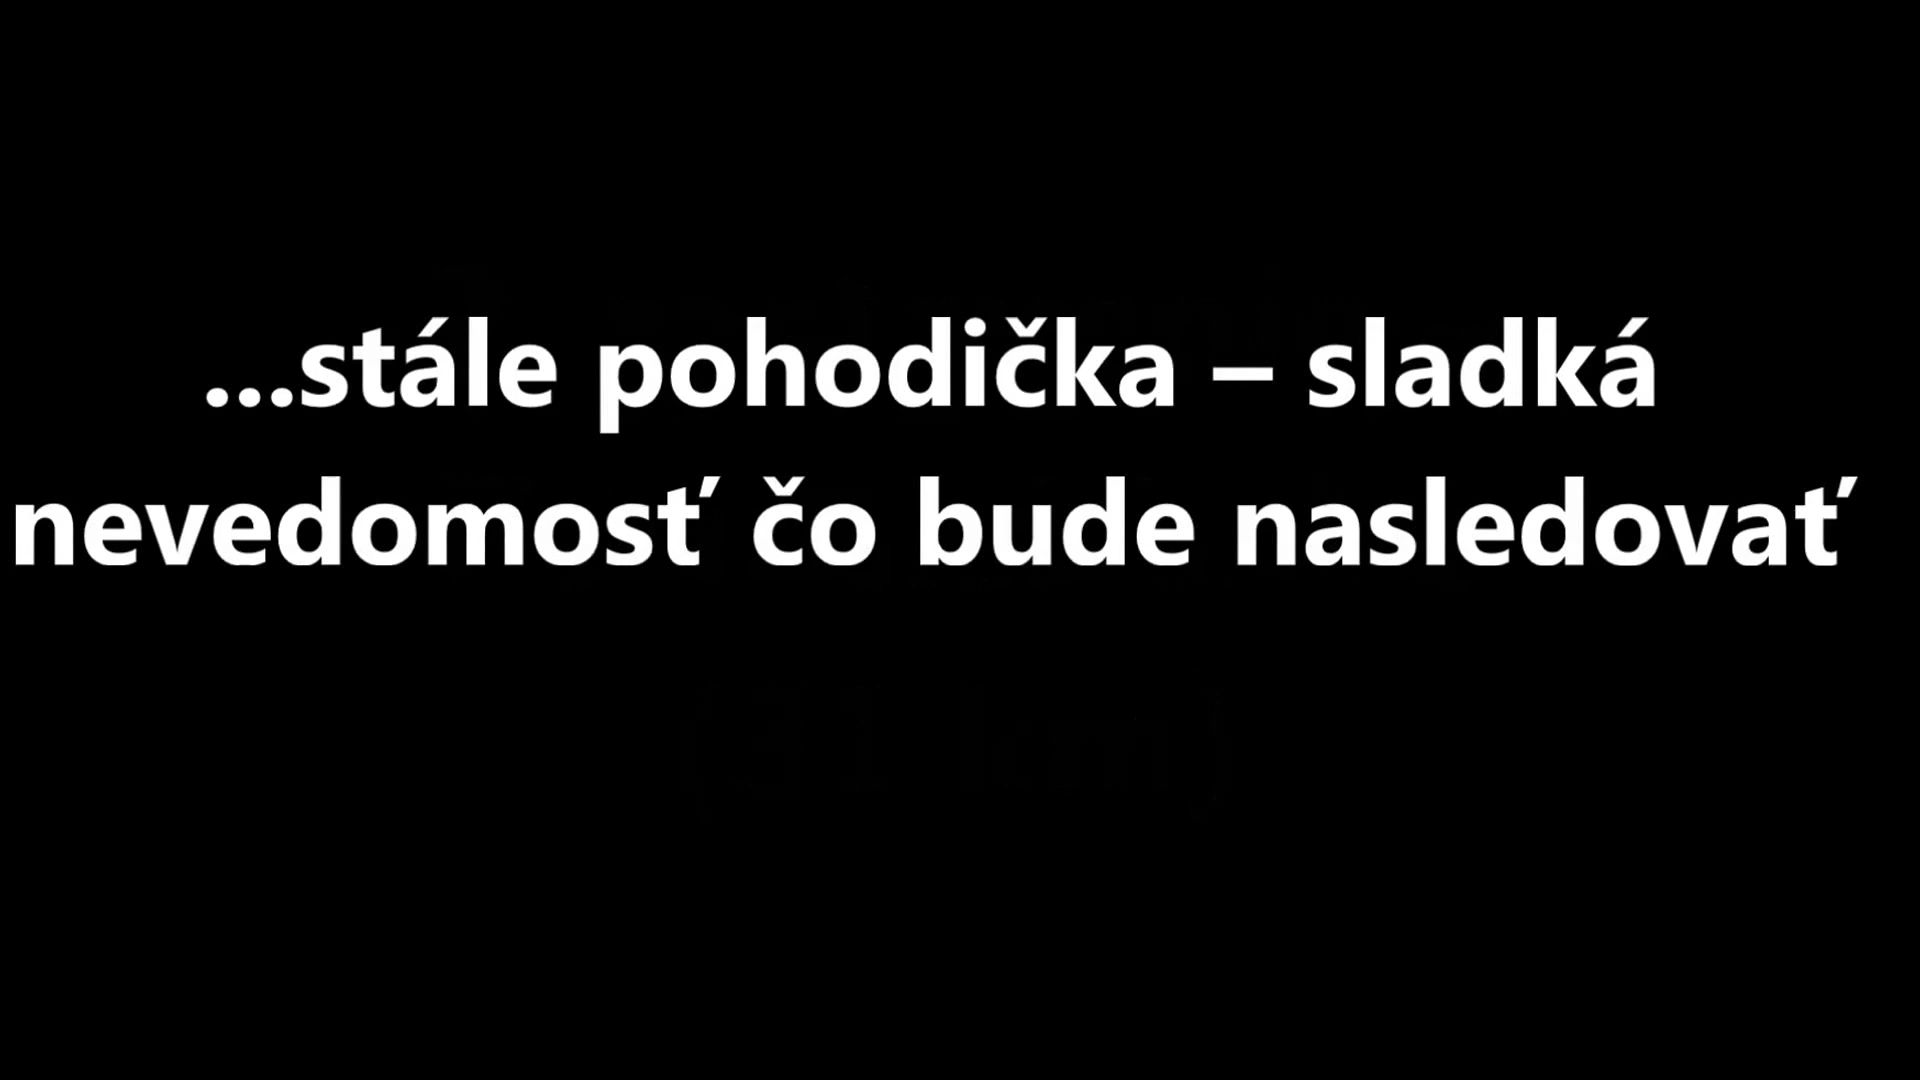 ...stále pohodička – sladká
nevedomosť čo bude nasledovať